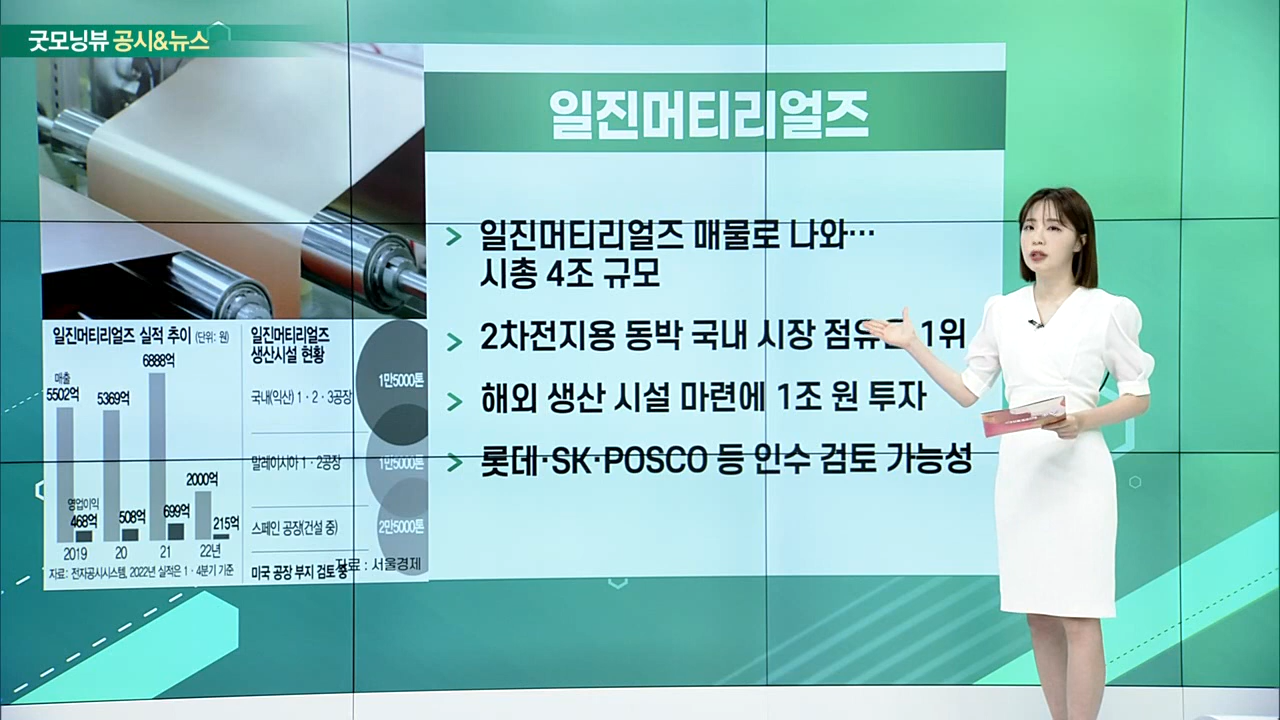 굿모닝뷰 공시&뉴스
일진머티리얼즈
일진머티리얼즈 매물로 나와…
시총 4조 규모
2차전지용 동박 국내 시장 점유율 1위
해외 생산 시설 마련에 1조 원 투자
롯데·SK·POSCO 등 인수 검토 가능성
일진머티리얼즈 실적 추이 (단위: 원)
매출
5502억
5369억
6888억
2000억
영업이익
468억
508억
699억
215억
2019
20
21
22년
자료: 전자공시시스템, 2022년 실적은 1·4분기 기준
일진머티리얼즈
생산시설 현황
국내(익산) 1·2·3공장
1만5000톤
말레이시아 1·2공장
1만5000톤
스페인 공장(건설 중)
2만5000톤
미국 공장 부지 검토 중
자료 : 서울경제